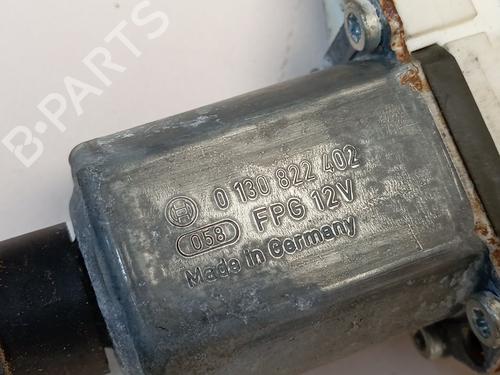 B-PARTS
0 130 822 402
058 FPG 12V
Made in Germany